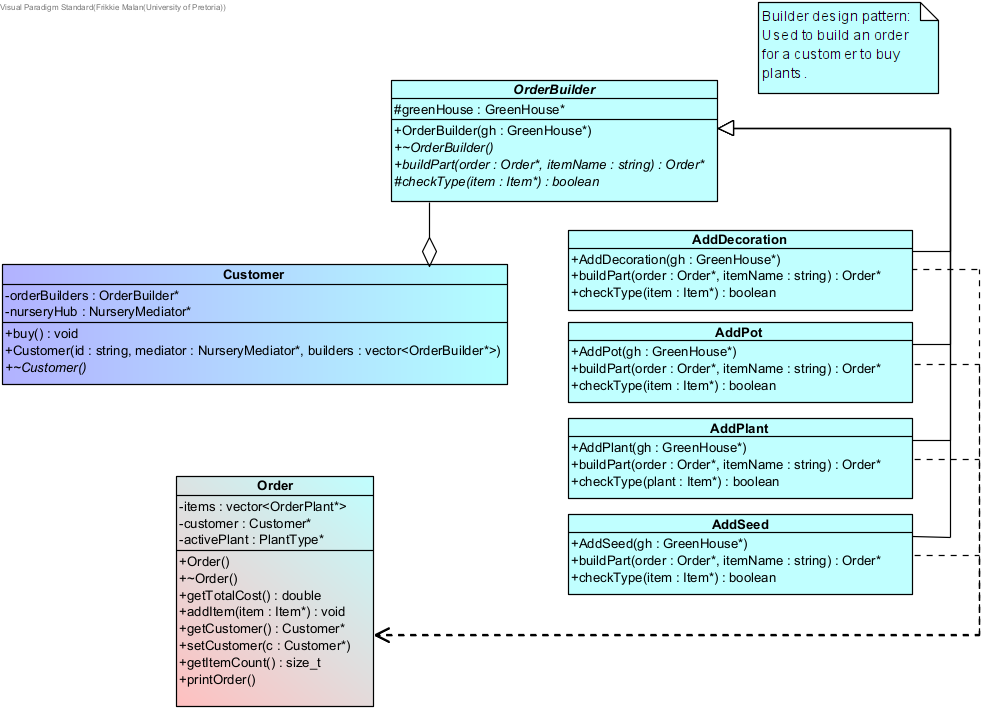 Visual Paradigm Standard(Frikkie Malan(University of Pretoria))
Builder design pattern:
Used to build an order
for a customer to buy
plants.
OrderBuilder
#greenHouse : GreenHouse*
+OrderBuilder(gh : GreenHouse*)
+~OrderBuilder()
+buildPart(order : Order*, itemName : string) : Order*
#checkType(item : Item*) : boolean
Customer
-orderBuilders : OrderBuilder*
-nurseryHub : NurseryMediator*
+buy() : void
+Customer(id : string, mediator : NurseryMediator*, builders : vector<OrderBuilder*>)
+~Customer()
AddDecoration
+AddDecoration(gh : GreenHouse*)
+buildPart(order : Order*, itemName : string) : Order*
+checkType(item : Item*) : boolean
AddPot
+AddPot(gh : GreenHouse*)
+buildPart(order : Order*, itemName : string) : Order*
+checkType(item : Item*) : boolean
AddPlant
+AddPlant(gh : GreenHouse*)
+buildPart(order : Order*, itemName : string) : Order*
+checkType(plant : Item*) : boolean
AddSeed
+AddSeed(gh : GreenHouse*)
+buildPart(order : Order*, itemName : string) : Order*
+checkType(item : Item*) : boolean
Order
-items : vector<OrderPlant*>
-customer : Customer*
-activePlant : PlantType*
+Order()
+~Order()
+getTotalCost() : double
+addItem(item : Item*) : void
+getCustomer() : Customer*
+setCustomer(c : Customer*)
+getItemCount() : size_t
+printOrder()